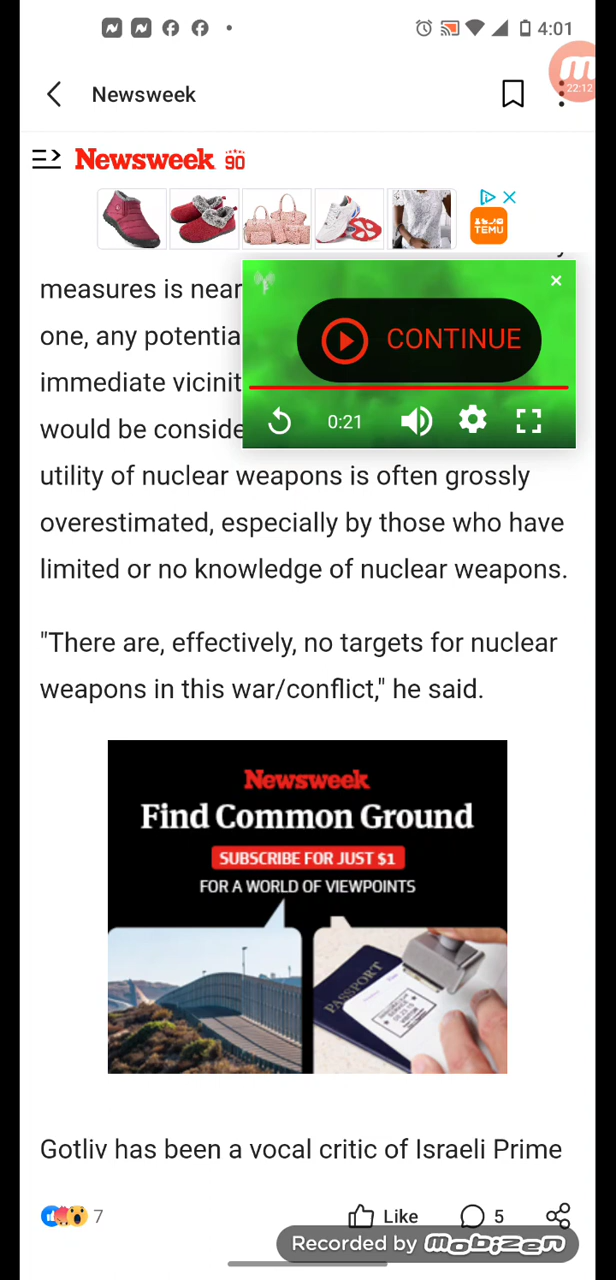 4:01
Newsweek
22:12
Newsweek 90
TEMU
measures is near
one, any potentia
immediate vicinit
would be conside
CONTINUE
0:21
utility of nuclear weapons is often grossly
overestimated, especially by those who have
limited or no knowledge of nuclear weapons.
"There are, effectively, no targets for nuclear
weapons in this war/conflict," he said.
Newsweek
Find Common Ground
SUBSCRIBE FOR JUST $1
FOR A WORLD OF VIEWPOINTS
PASSPORT
Gotliv has been a vocal critic of Israeli Prime
7
Like
5
Recorded by mobizen